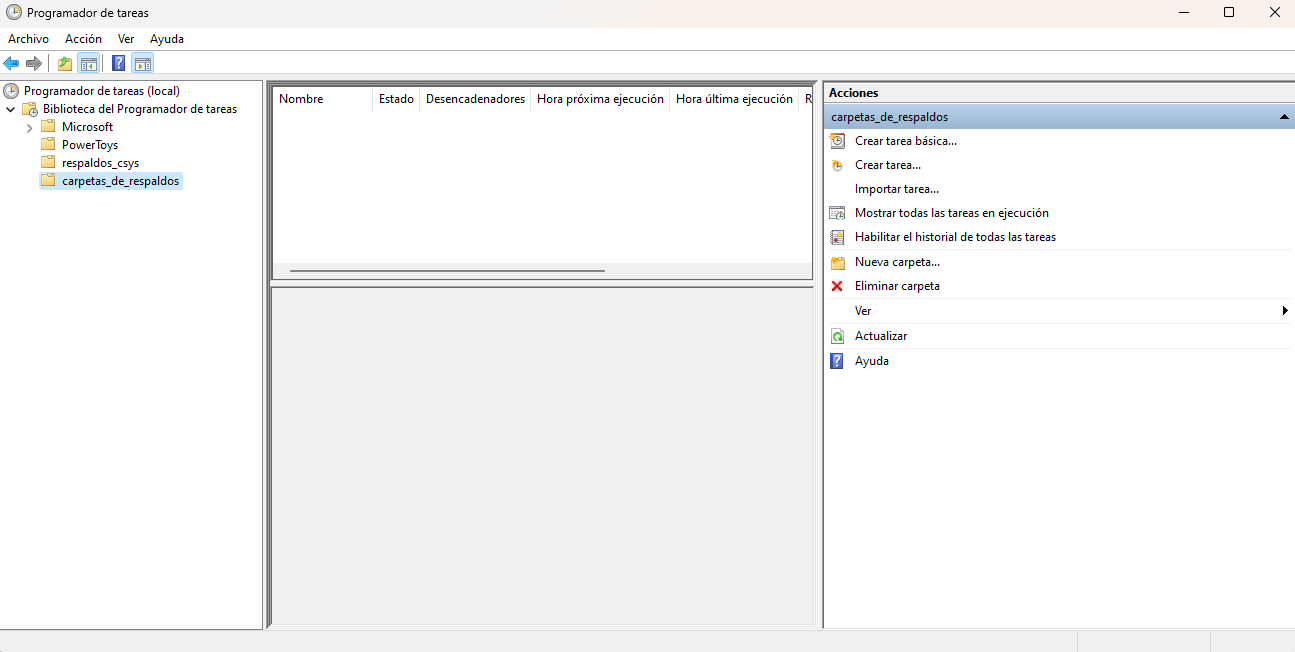 Programador de tareas
Archivo Acción Ver Ayuda
Programador de tareas (local)
Biblioteca del Programador de tareas
Microsoft
PowerToys
respaldos_csys
carpetas_de_respaldos
Nombre Estado Desencadenadores Hora próxima ejecución Hora última ejecución R
Acciones
carpetas_de_respaldos
Crear tarea básica...
Crear tarea...
Importar tarea...
Mostrar todas las tareas en ejecución
Habilitar el historial de todas las tareas
Nueva carpeta...
Eliminar carpeta
Ver
Actualizar
Ayuda